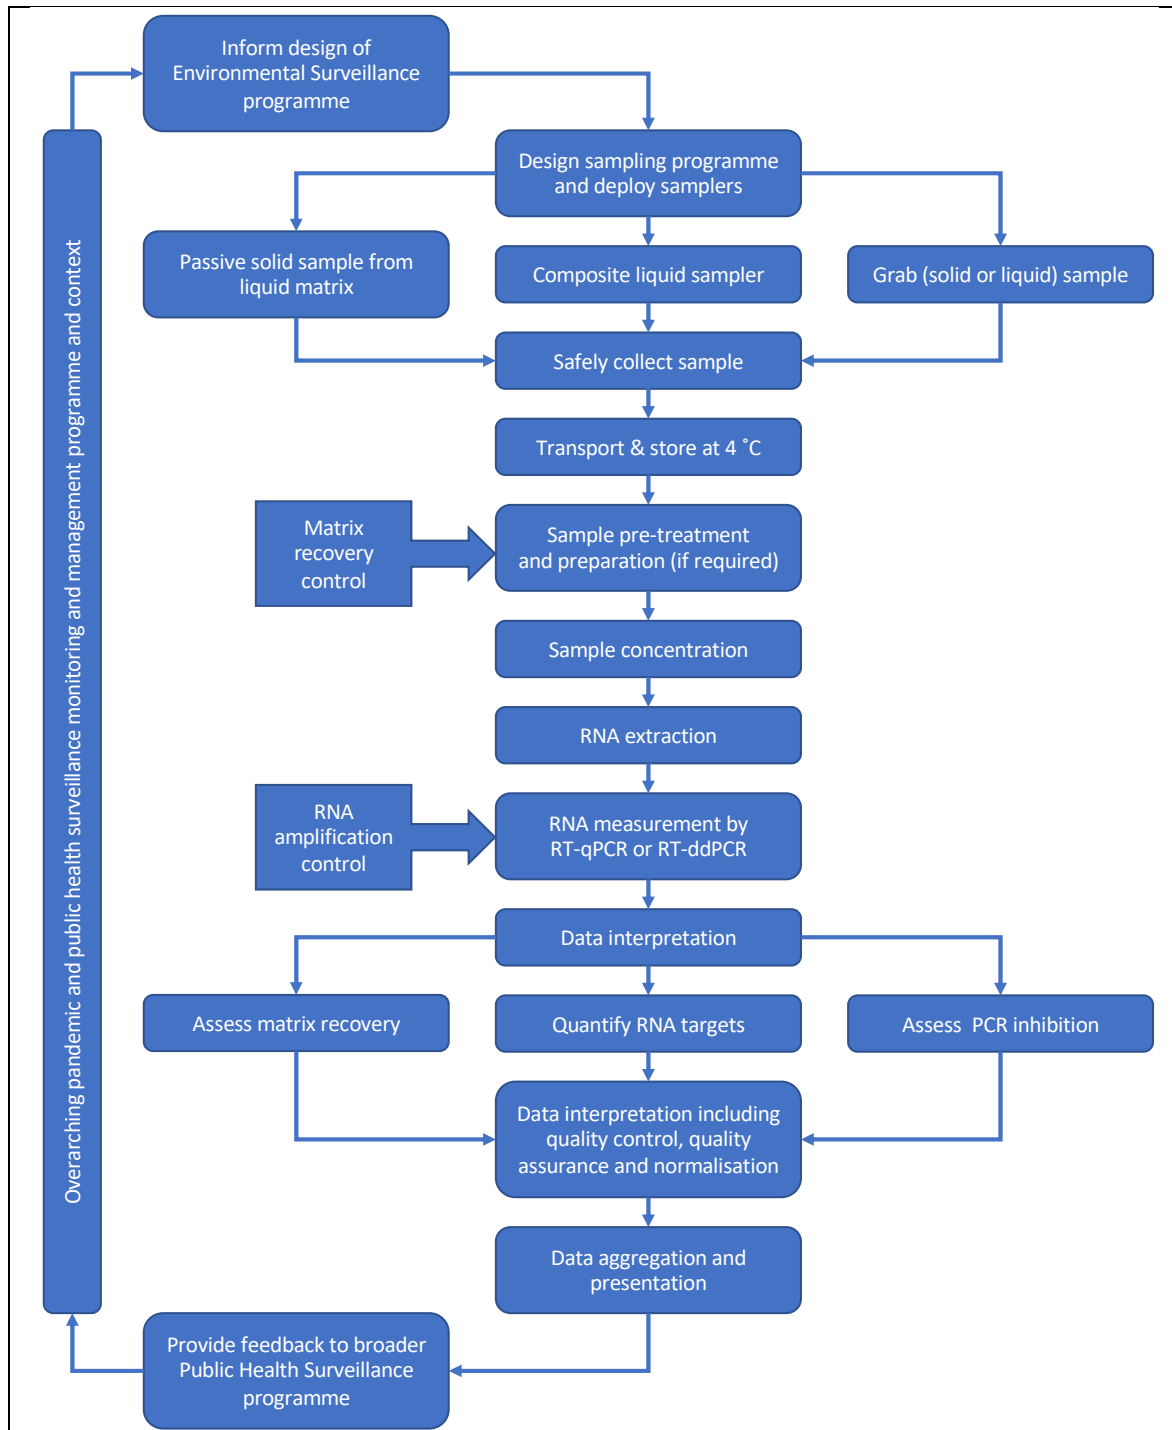 Inform design of
Environmental Surveillance
programme
Design sampling programme
and deploy samplers
Passive solid sample from
liquid matrix
Composite liquid sampler
Grab (solid or liquid) sample
Safely collect sample
Transport & store at 4 ˚C
Matrix
recovery
control
Sample pre-treatment
and preparation (if required)
Sample concentration
RNA extraction
RNA
amplification
control
RNA measurement by
RT-qPCR or RT-ddPCR
Data interpretation
Assess matrix recovery
Quantify RNA targets
Assess PCR inhibition
Data interpretation including
quality control, quality
assurance and normalisation
Data aggregation and
presentation
Provide feedback to broader
Public Health Surveillance
programme
Overarching pandemic and public health surveillance monitoring and management programme and context